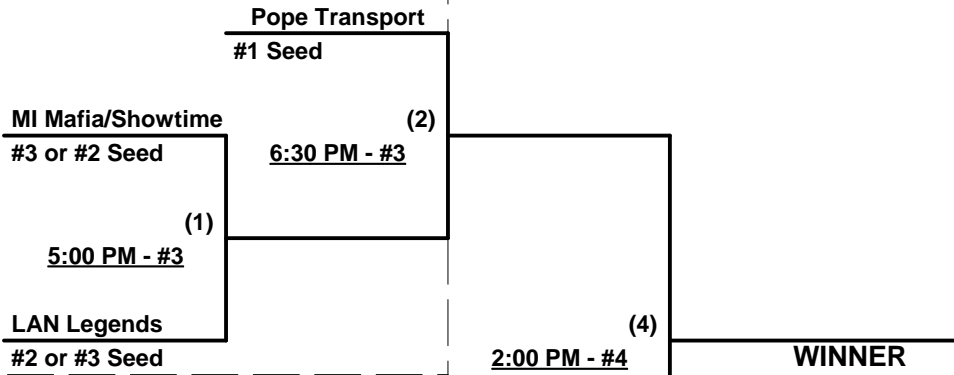 Pope Transport
#1 Seed
MI Mafia/Showtime
(2)
#3 or #2 Seed
6:30 PM - #3
(1)
5:00 PM - #3
LAN Legends
(4)
#2 or #3 Seed
2:00 PM - #4
WINNER